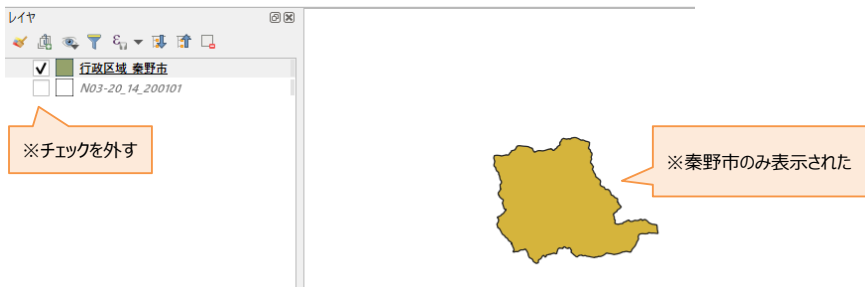 レイヤ
行政区域_秦野市
N03-20_14_200101
※チェックを外す
※秦野市のみ表示された